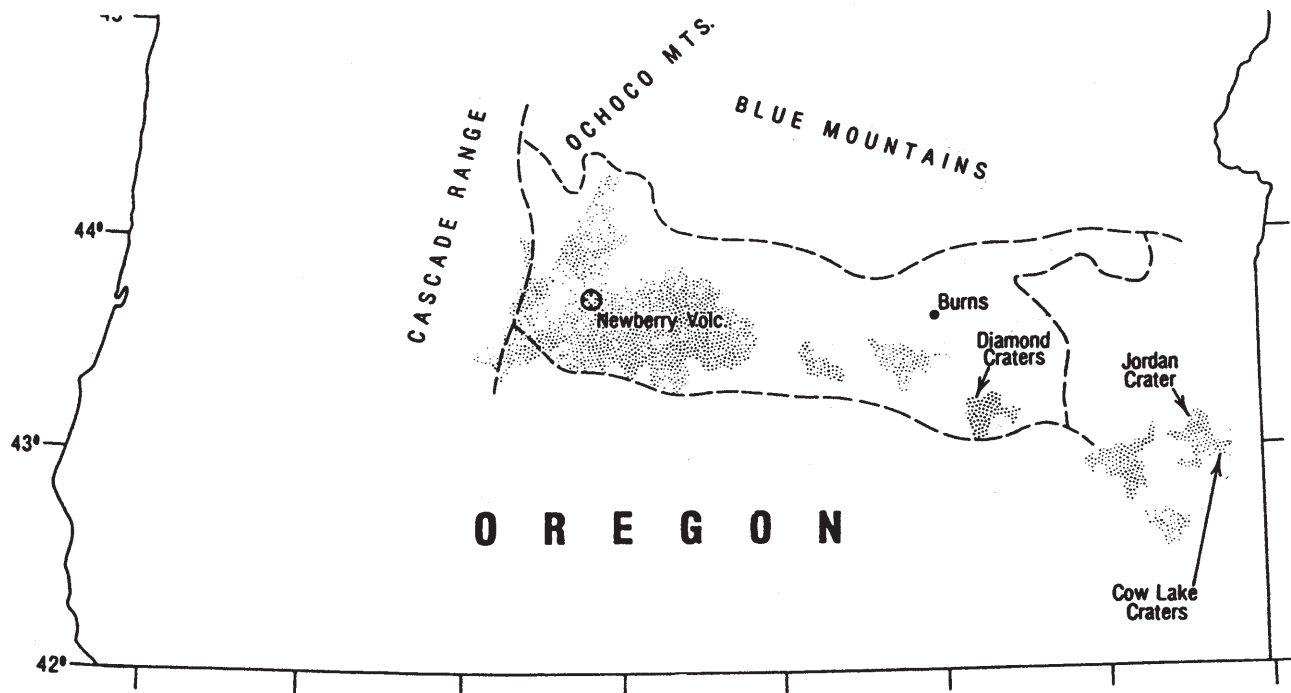 OCHOCO MTS.
BLUE MOUNTAINS
CASCADE RANGE
44°
Newberry Volc.
Burns
Diamond
Craters
Jordan
Crater
43°
OREGON
Cow Lake
Craters
42°